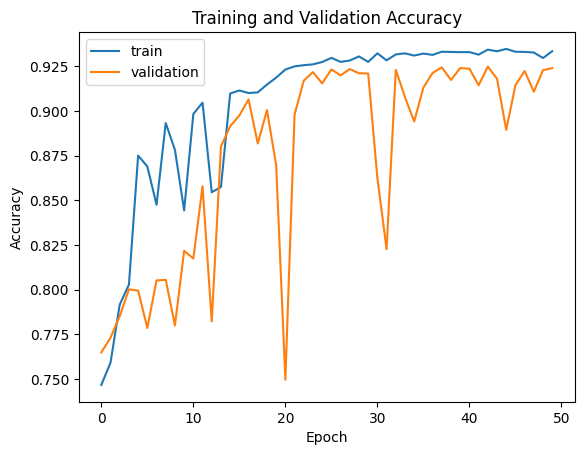 Training and Validation Accuracy
train
validation
Accuracy
0.925
0.900
0.875
0.850
0.825
0.800
0.775
0.750
0 10 20 30 40 50
Epoch